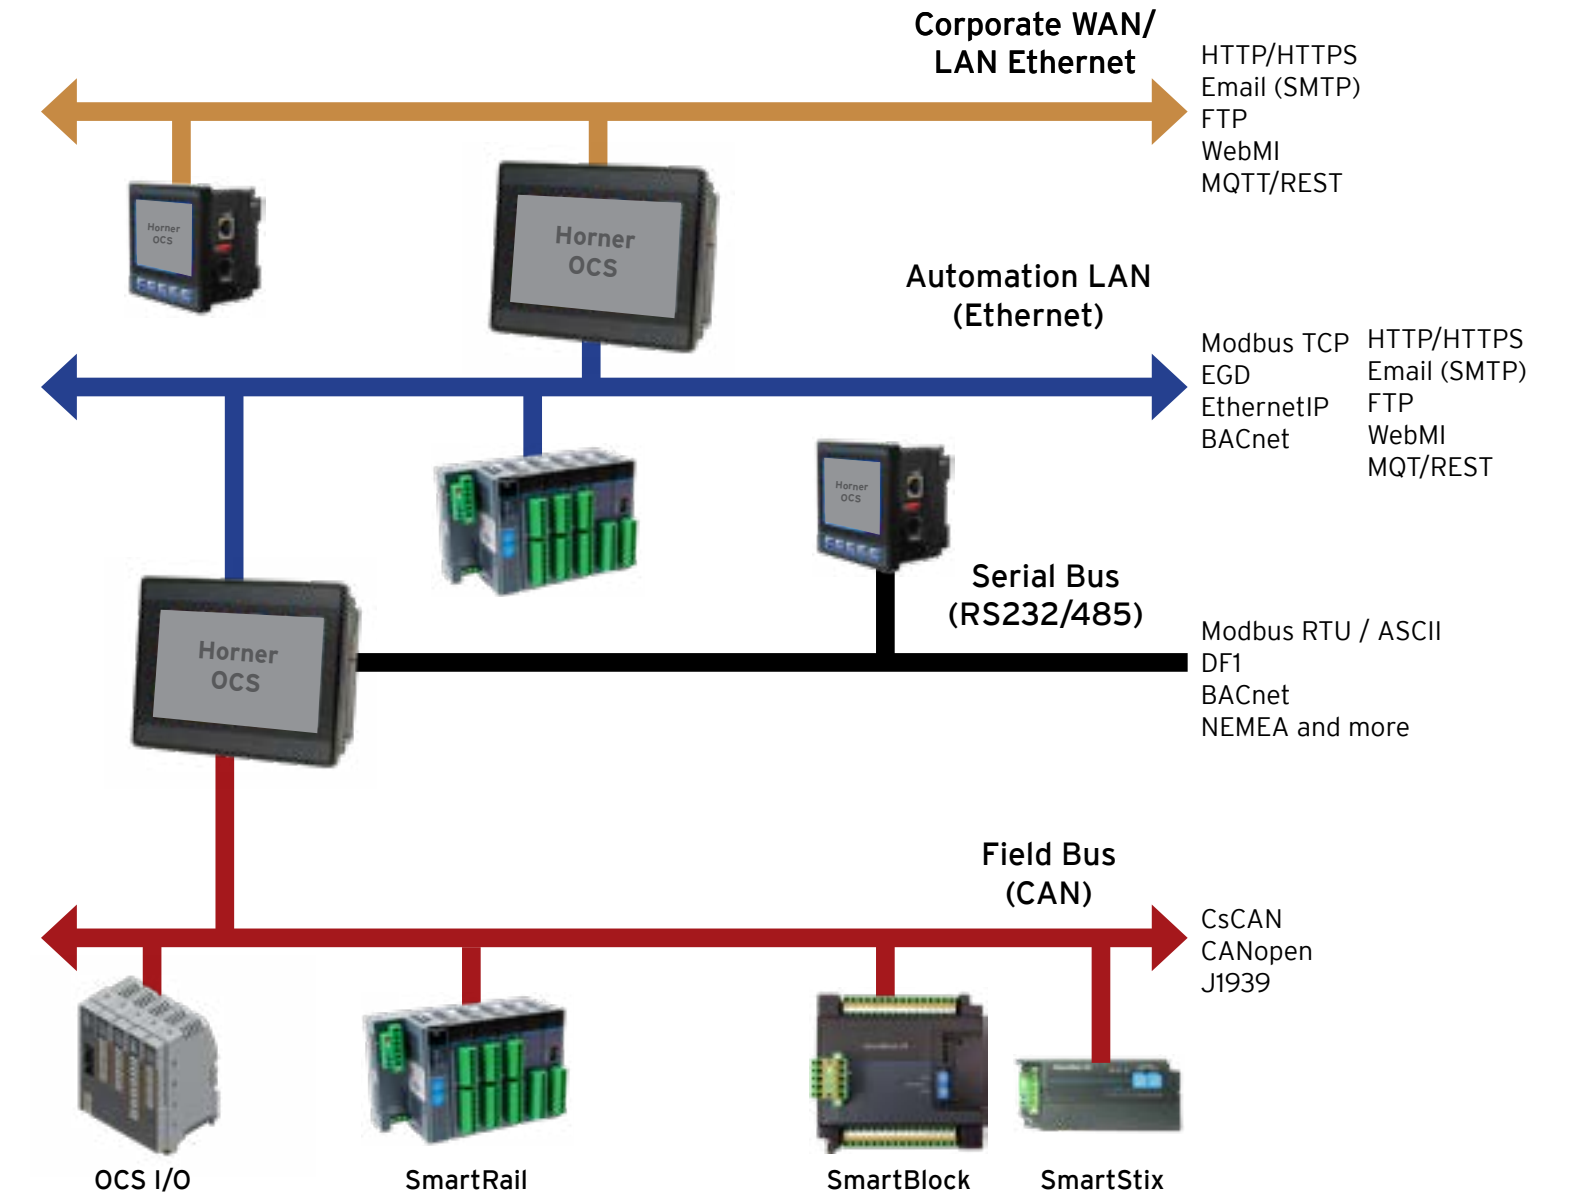 Corporate WAN/
LAN Ethernet
HTTP/HTTPS
Email (SMTP)
FTP
WebMI
MQTT/REST
Horner
OCS
Horner
OCS
Automation LAN
(Ethernet)
Modbus TCP
EGD
EthernetIP
BACnet
HTTP/HTTPS
Email (SMTP)
FTP
WebMI
MQT/REST
Horner
OCS
Serial Bus
(RS232/485)
Modbus RTU / ASCII
DF1
BACnet
NEMEA and more
Horner
OCS
Field Bus
(CAN)
CsCAN
CANopen
J1939
OCS I/O
SmartRail
SmartBlock
SmartStix